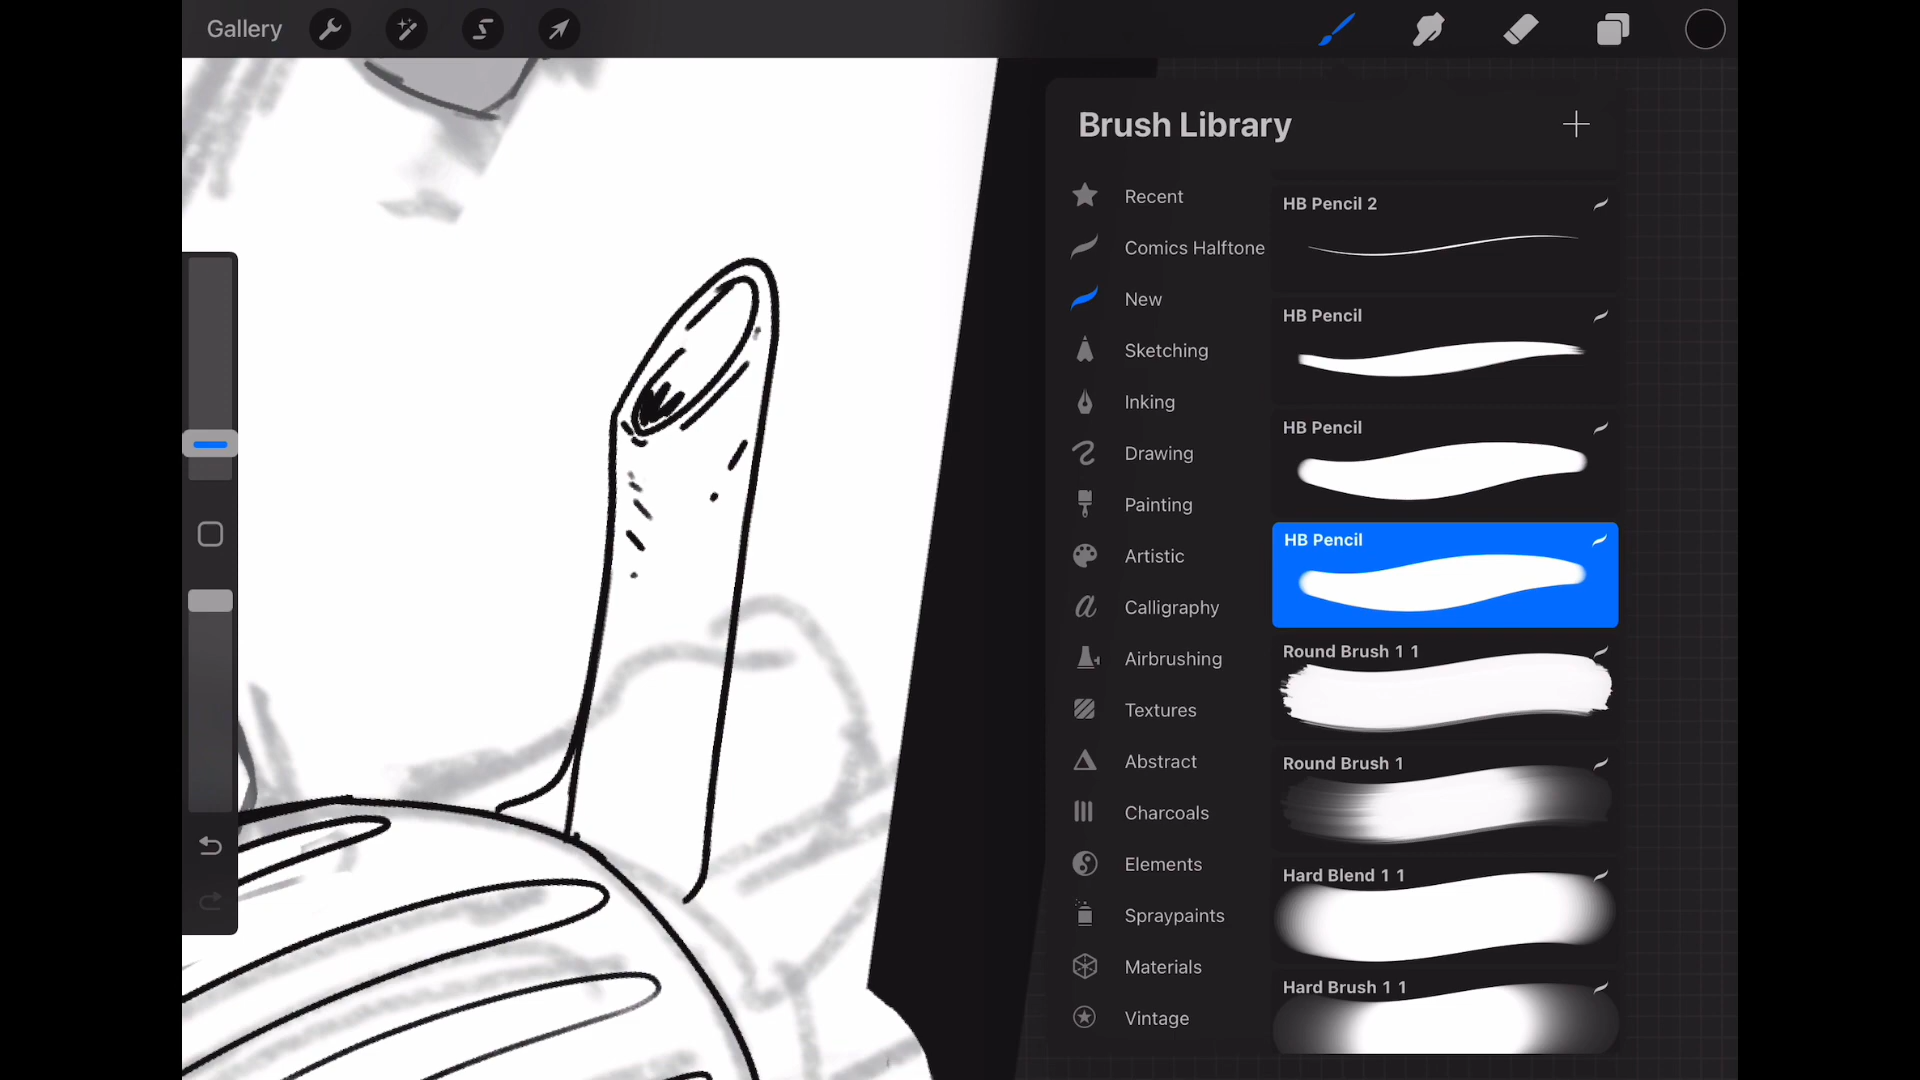 Gallery
Brush Library
Recent
Comics Halftone
New
Sketching
Inking
Drawing
Painting
Artistic
Calligraphy
Airbrushing
Textures
Abstract
Charcoals
Elements
Spraypaints
Materials
Vintage
HB Pencil 2
HB Pencil
HB Pencil
HB Pencil
Round Brush 1 1
Round Brush 1
Hard Blend 1 1
Hard Brush 1 1